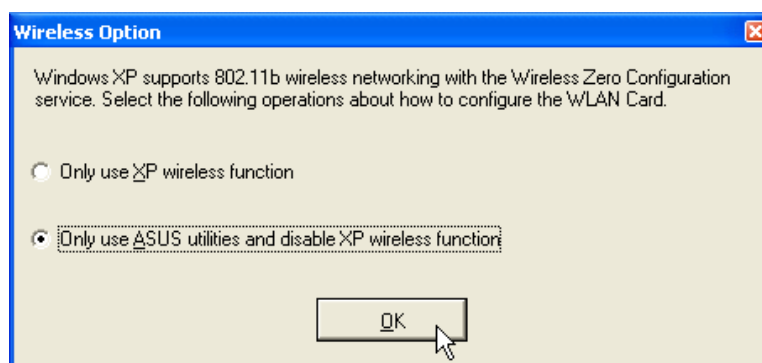 Wireless Option
Windows XP supports 802.11b wireless networking with the Wireless Zero Configuration
service. Select the following operations about how to configure the WLAN Card.
Only use XP wireless function
Only use ASUS utilities and disable XP wireless function
OK